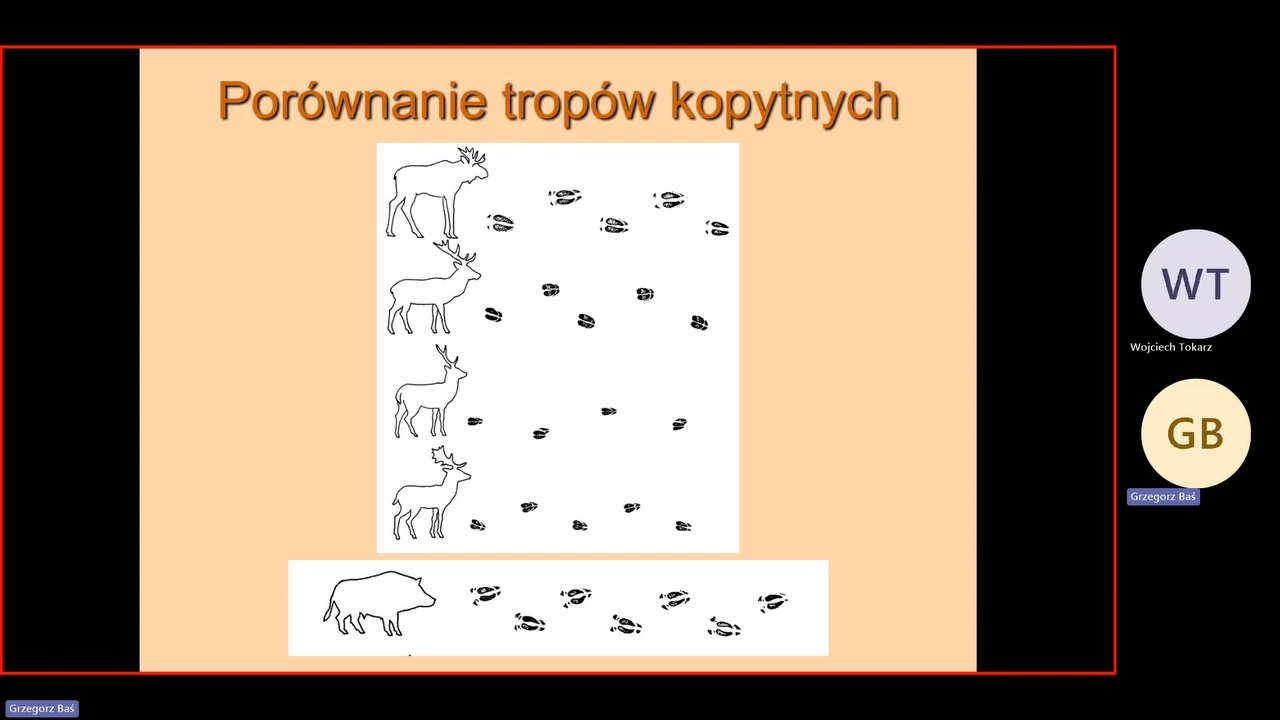 Porównanie tropów kopytnych
WT
Wojciech Tokarz
GB
Grzegorz Baś
Grzegorz Baś